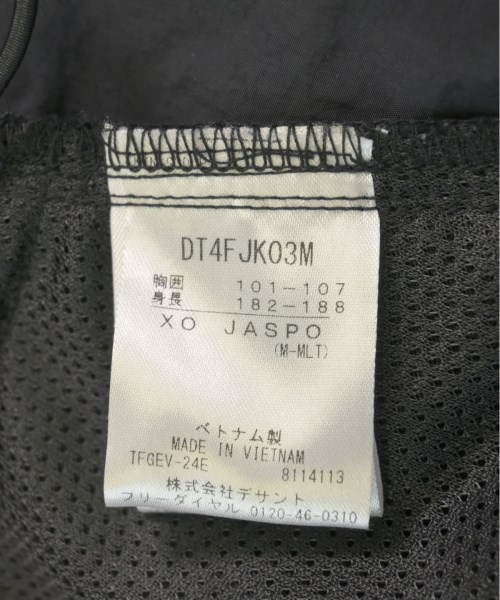 DT4FJK03M
胸囲 101-107
身長 182-188
XO JASPO
(M-MLT)
ベトナム製
MADE IN VIETNAM
TFGEV-24E 8114113
株式会社デサント
フリーダイヤル 0120-46-0310